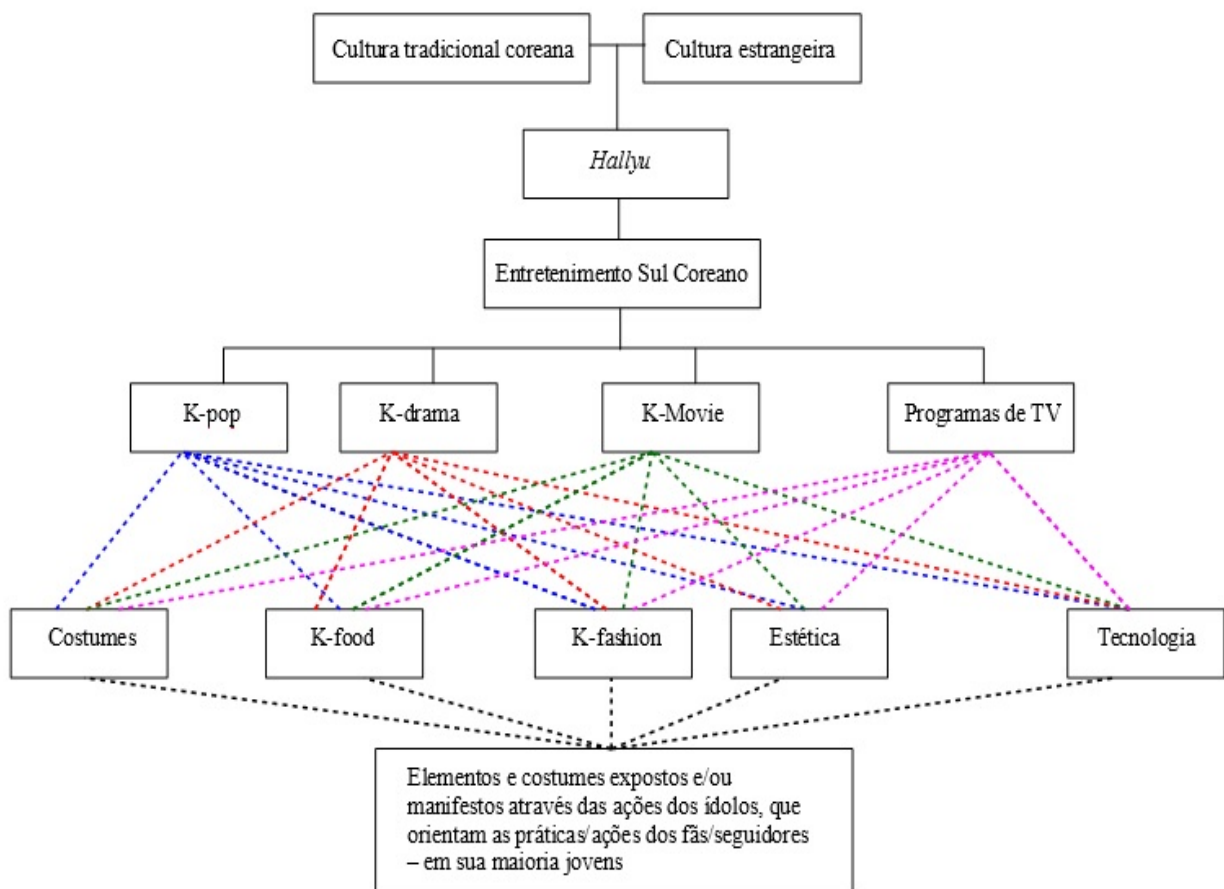 Cultura tradicional coreana
Cultura estrangeira
Hallyu
Entretenimento Sul Coreano
K-pop
K-drama
K-Movie
Programas de TV
Costumes
K-food
K-fashion
Estética
Tecnologia
Elementos e costumes expostos e/ou
manifestos através das ações dos ídolos, que
orientam as práticas/ações dos fãs/seguidores
– em sua maioria jovens